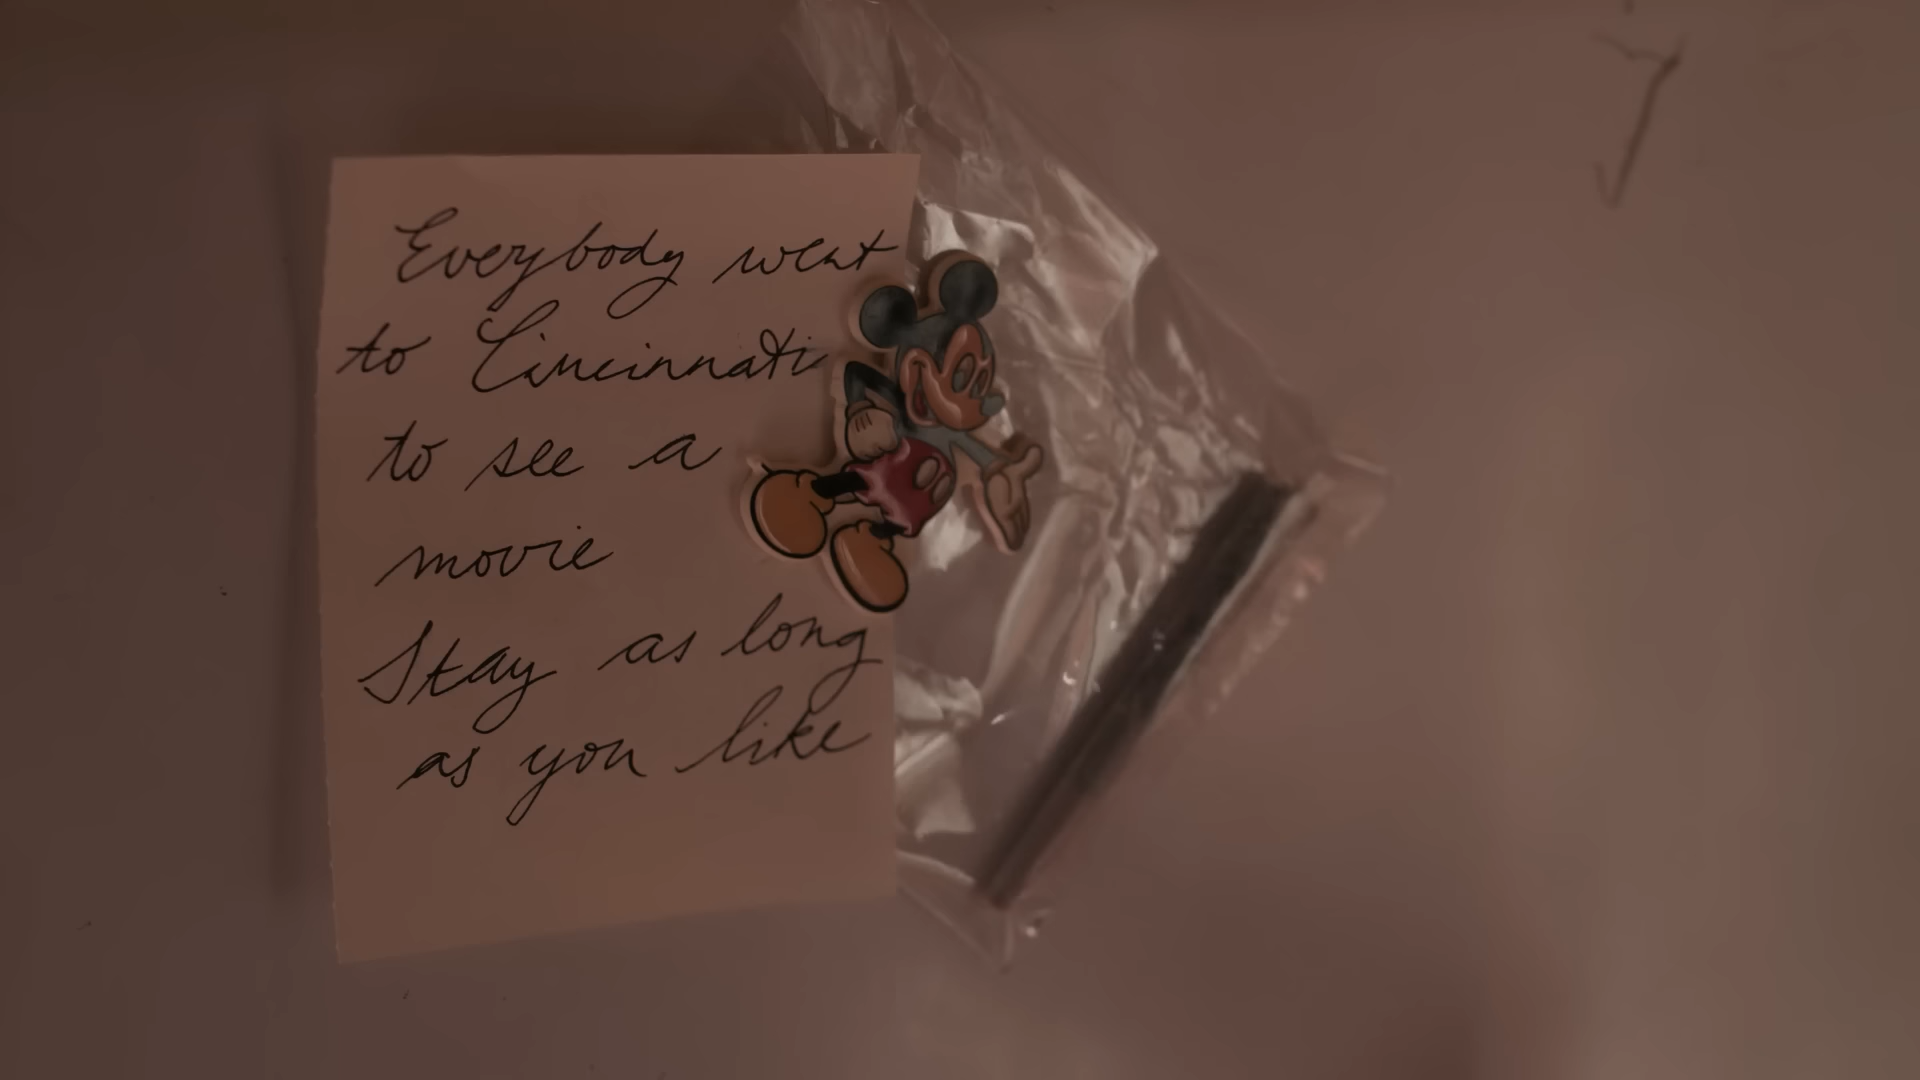 Everybody went
to Cincinnati
to see a
movie
Stay as long
as you like